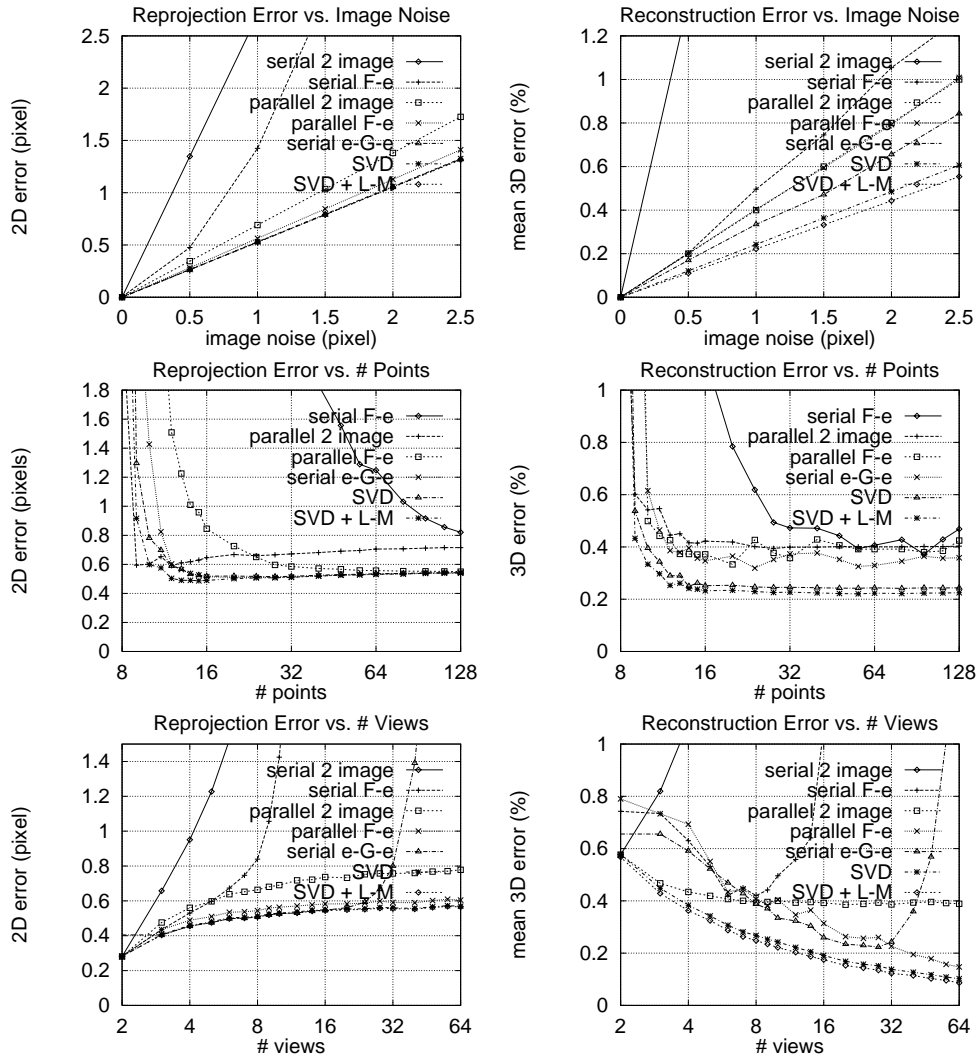 Reprojection Error vs. Image Noise
2D error (pixel)
2.5
2
1.5
1
0.5
0
serial 2 image
serial F-e
parallel 2 image
parallel F-e
serial e-G-e
SVD
SVD + L-M
0 0.5 1 1.5 2 2.5
image noise (pixel)
Reconstruction Error vs. Image Noise
mean 3D error (%)
1.2
1
0.8
0.6
0.4
0.2
0
serial 2 image
serial F-e
parallel 2 image
parallel F-e
serial e-G-e
SVD
SVD + L-M
0 0.5 1 1.5 2 2.5
image noise (pixel)
Reprojection Error vs. # Points
2D error (pixels)
1.8
1.6
1.4
1.2
1
0.8
0.6
0.4
0.2
0
serial F-e
parallel 2 image
parallel F-e
serial e-G-e
SVD
SVD + L-M
8 16 32 64 128
# points
Reconstruction Error vs. # Points
3D error (%)
1
0.8
0.6
0.4
0.2
0
serial F-e
parallel 2 image
parallel F-e
serial e-G-e
SVD
SVD + L-M
8 16 32 64 128
# points
Reprojection Error vs. # Views
2D error (pixel)
1.4
1.2
1
0.8
0.6
0.4
0.2
0
serial 2 image
serial F-e
parallel 2 image
parallel F-e
serial e-G-e
SVD
SVD + L-M
2 4 8 16 32 64
# views
Reconstruction Error vs. # Views
mean 3D error (%)
1
0.8
0.6
0.4
0.2
0
serial 2 image
serial F-e
parallel 2 image
parallel F-e
serial e-G-e
SVD
SVD + L-M
2 4 8 16 32 64
# views